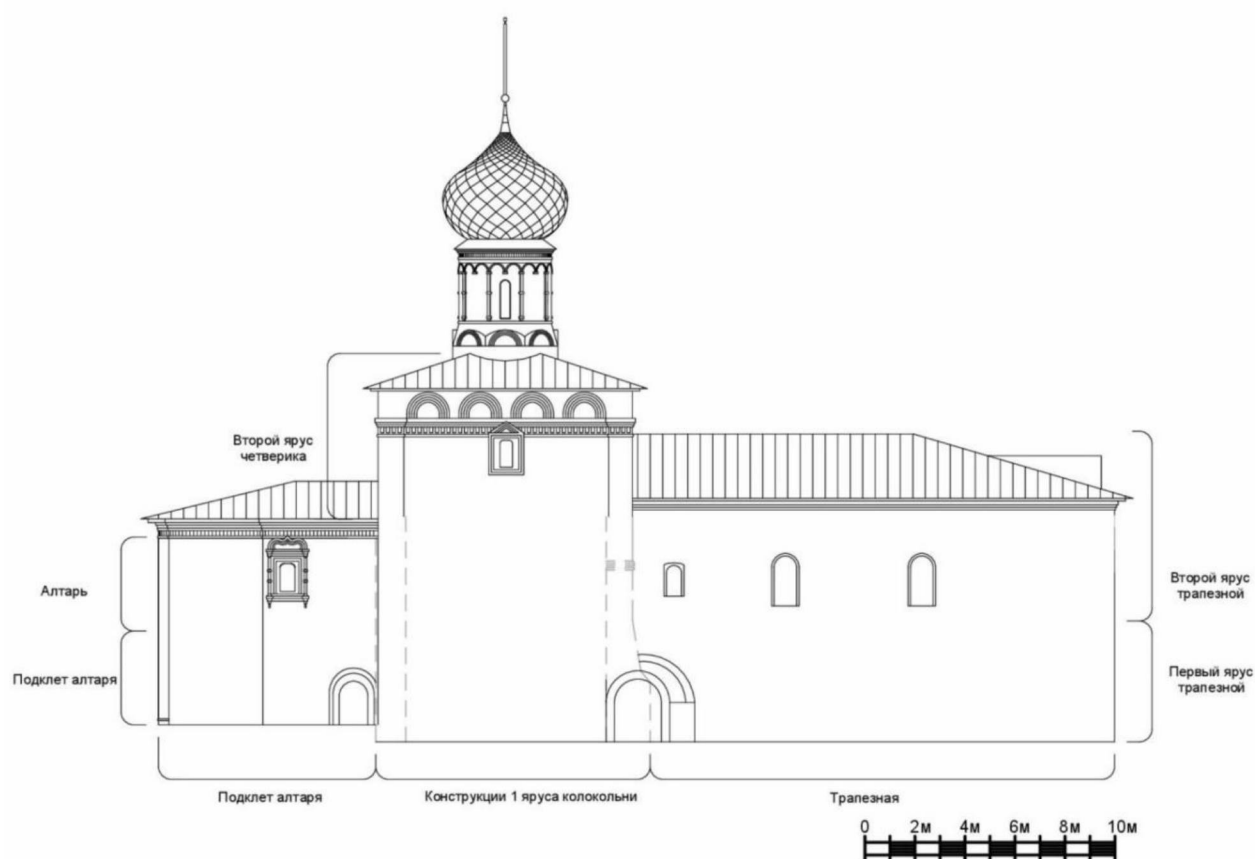 Второй ярус
четверика
Алтарь
Подклет алтаря
Второй ярус
трапезной
Первый ярус
трапезной
Подклет алтаря
Конструкции 1 яруса колокольни
Трапезная
0 2м 4м 6м 8м 10м